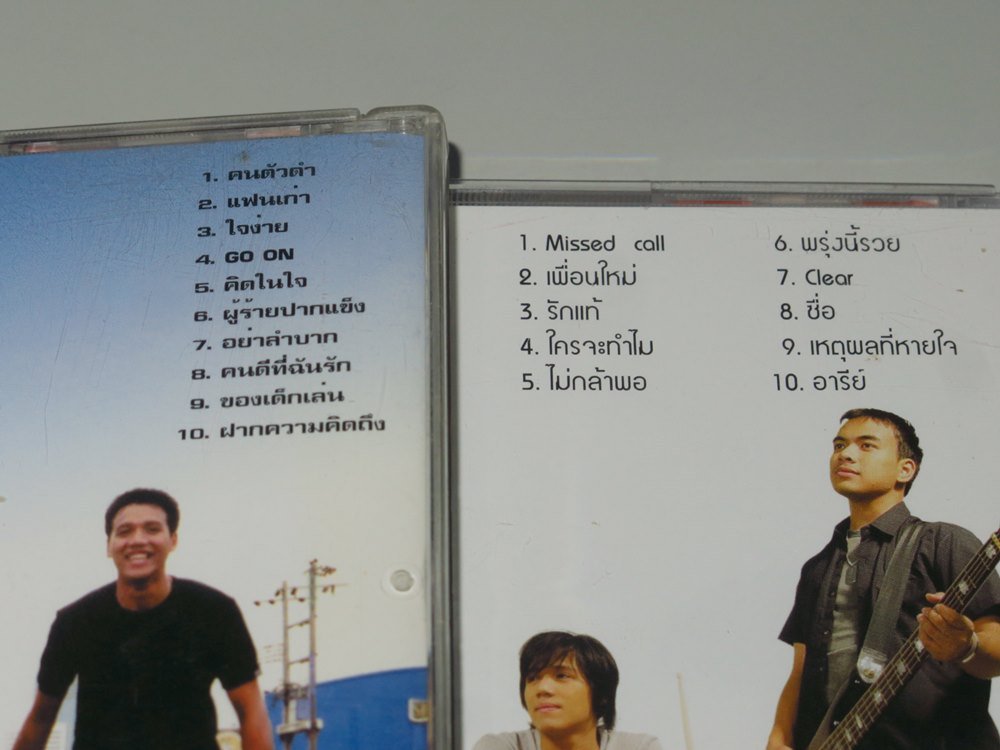 1. คนตัวดำ
2. แฟนเก่า
3. ใจง่าย
4. GO ON
5. คิดในใจ
6. ผู้ร้ายปากแข็ง
7. อย่าลำบาก
8. คนดีที่ฉันรัก
9. ของเด็กเล่น
10. ฝากความคิดถึง
1. Missed call
2. เพื่อนใหม่
3. รักแท้
4. ใครจะทำไม
5. ไม่กล้าพอ
6. พรุ่งนี้รวย
7. Clear
8. ชื่อ
9. เหตุผลที่หายใจ
10. อารีย์